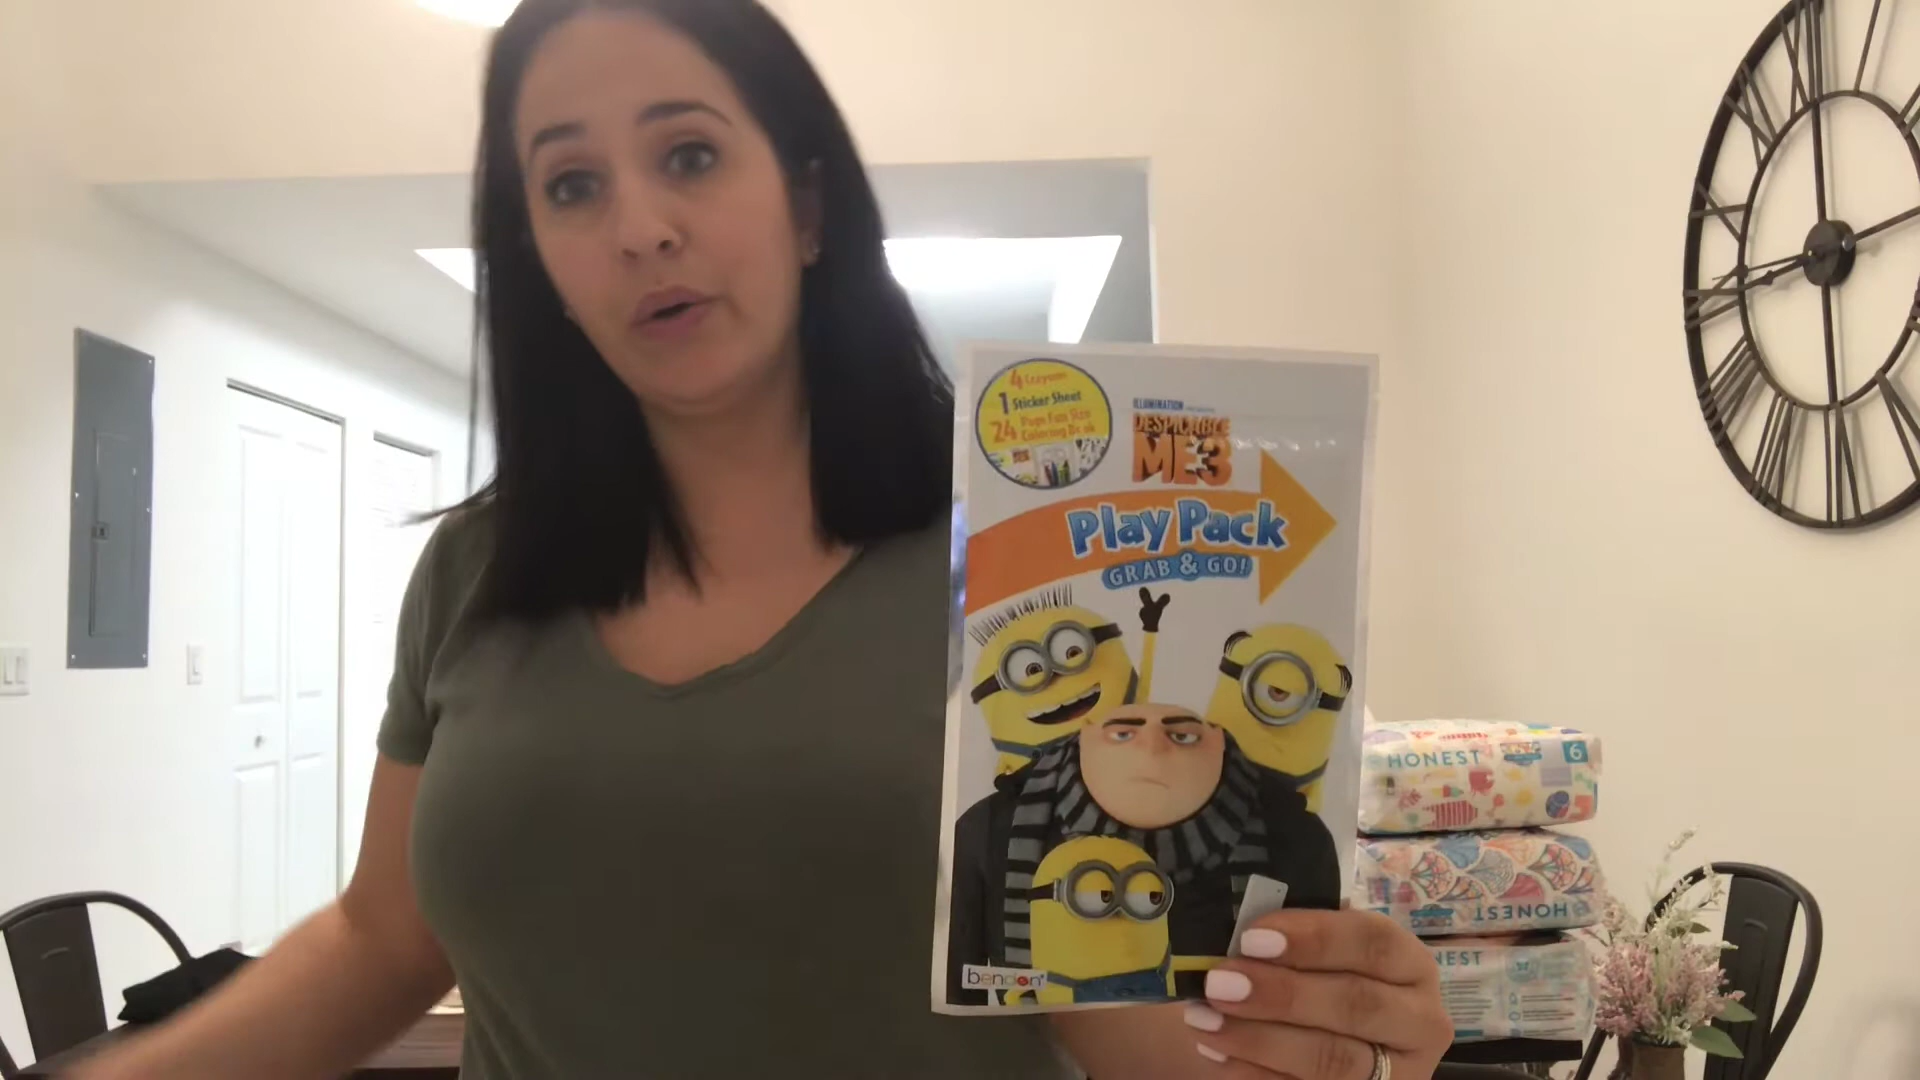 4 Crayons
1 Sticker Sheet
24 Page Fun Size
Coloring Book
ILLUMINATION
DESPICABLE
ME3
Play Pack
GRAB & GO!
bendon
HONEST
6
HONEST
NEST